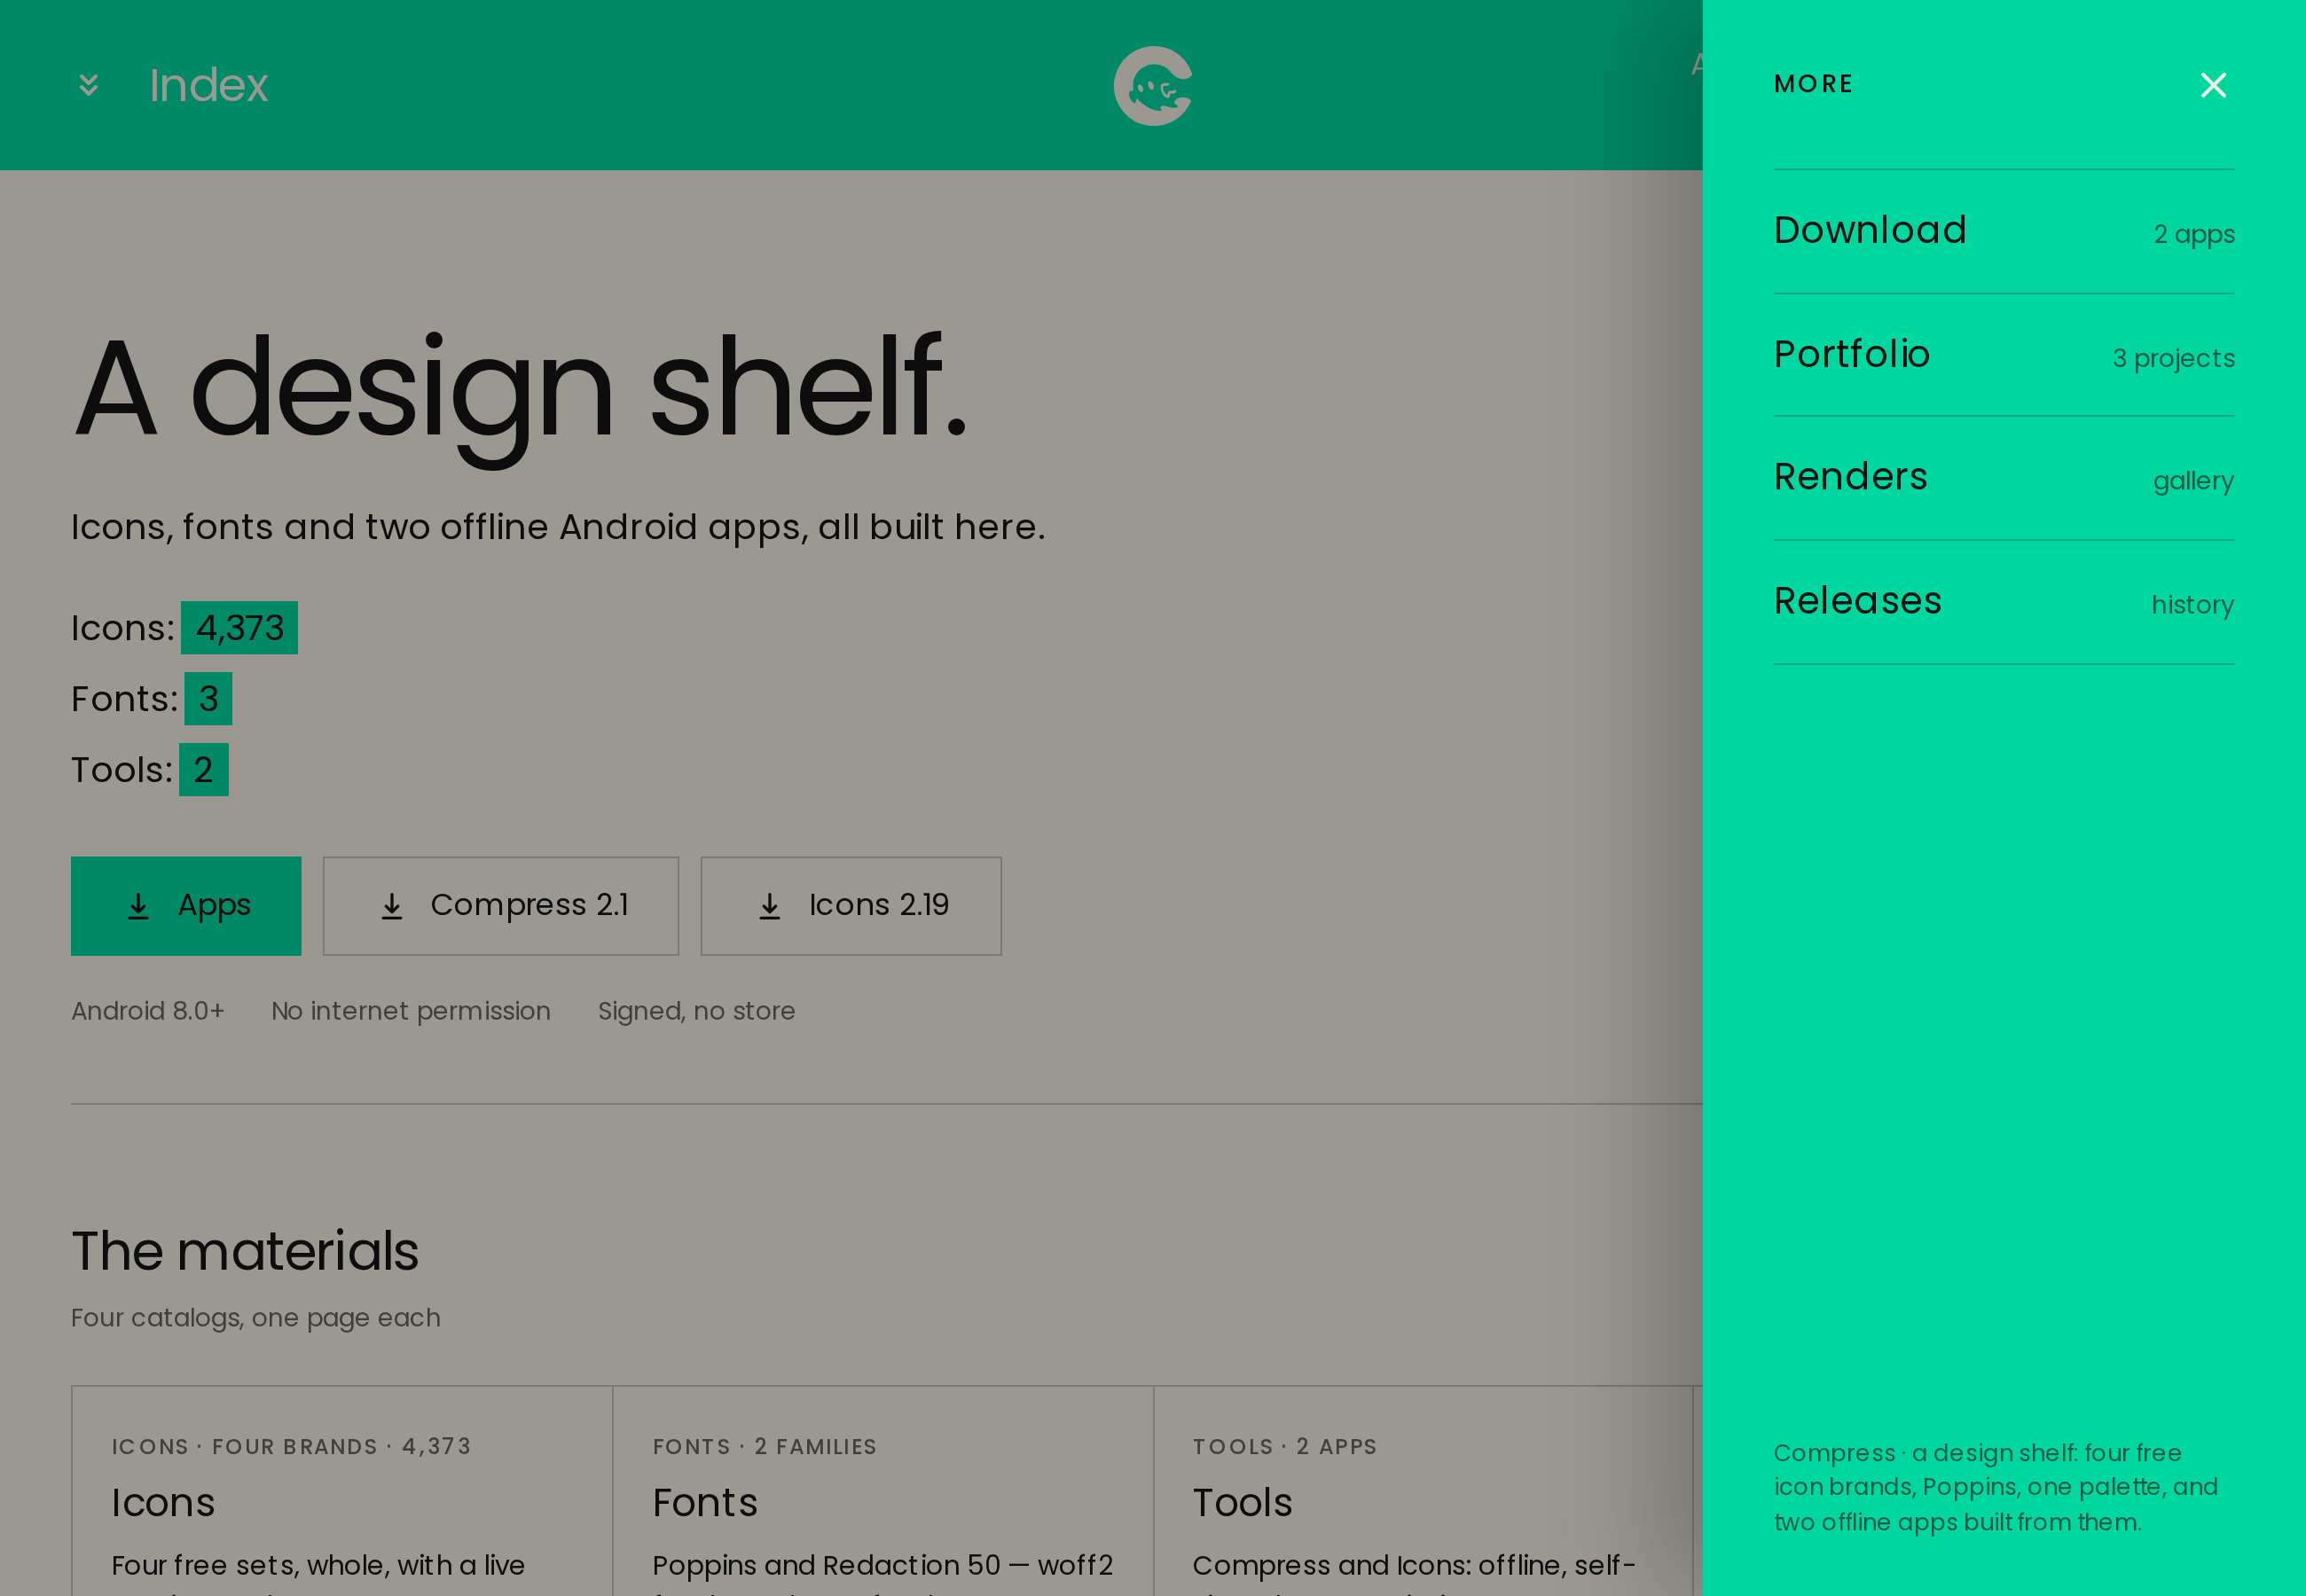 Index
A design shelf.
Icons, fonts and two offline Android apps, all built here.
Icons: 4,373
Fonts: 3
Tools: 2
Apps
Compress 2.1
Icons 2.19
Android 8.0+
No internet permission
Signed, no store
The materials
Four catalogs, one page each
ICONS · FOUR BRANDS · 4,373
Icons
Four free sets, whole, with a live
FONTS · 2 FAMILIES
Fonts
Poppins and Redaction 50 — woff2
TOOLS · 2 APPS
Tools
Compress and Icons: offline, self-
MORE
Download 2 apps
Portfolio 3 projects
Renders gallery
Releases history
Compress · a design shelf: four free
icon brands, Poppins, one palette, and
two offline apps built from them.